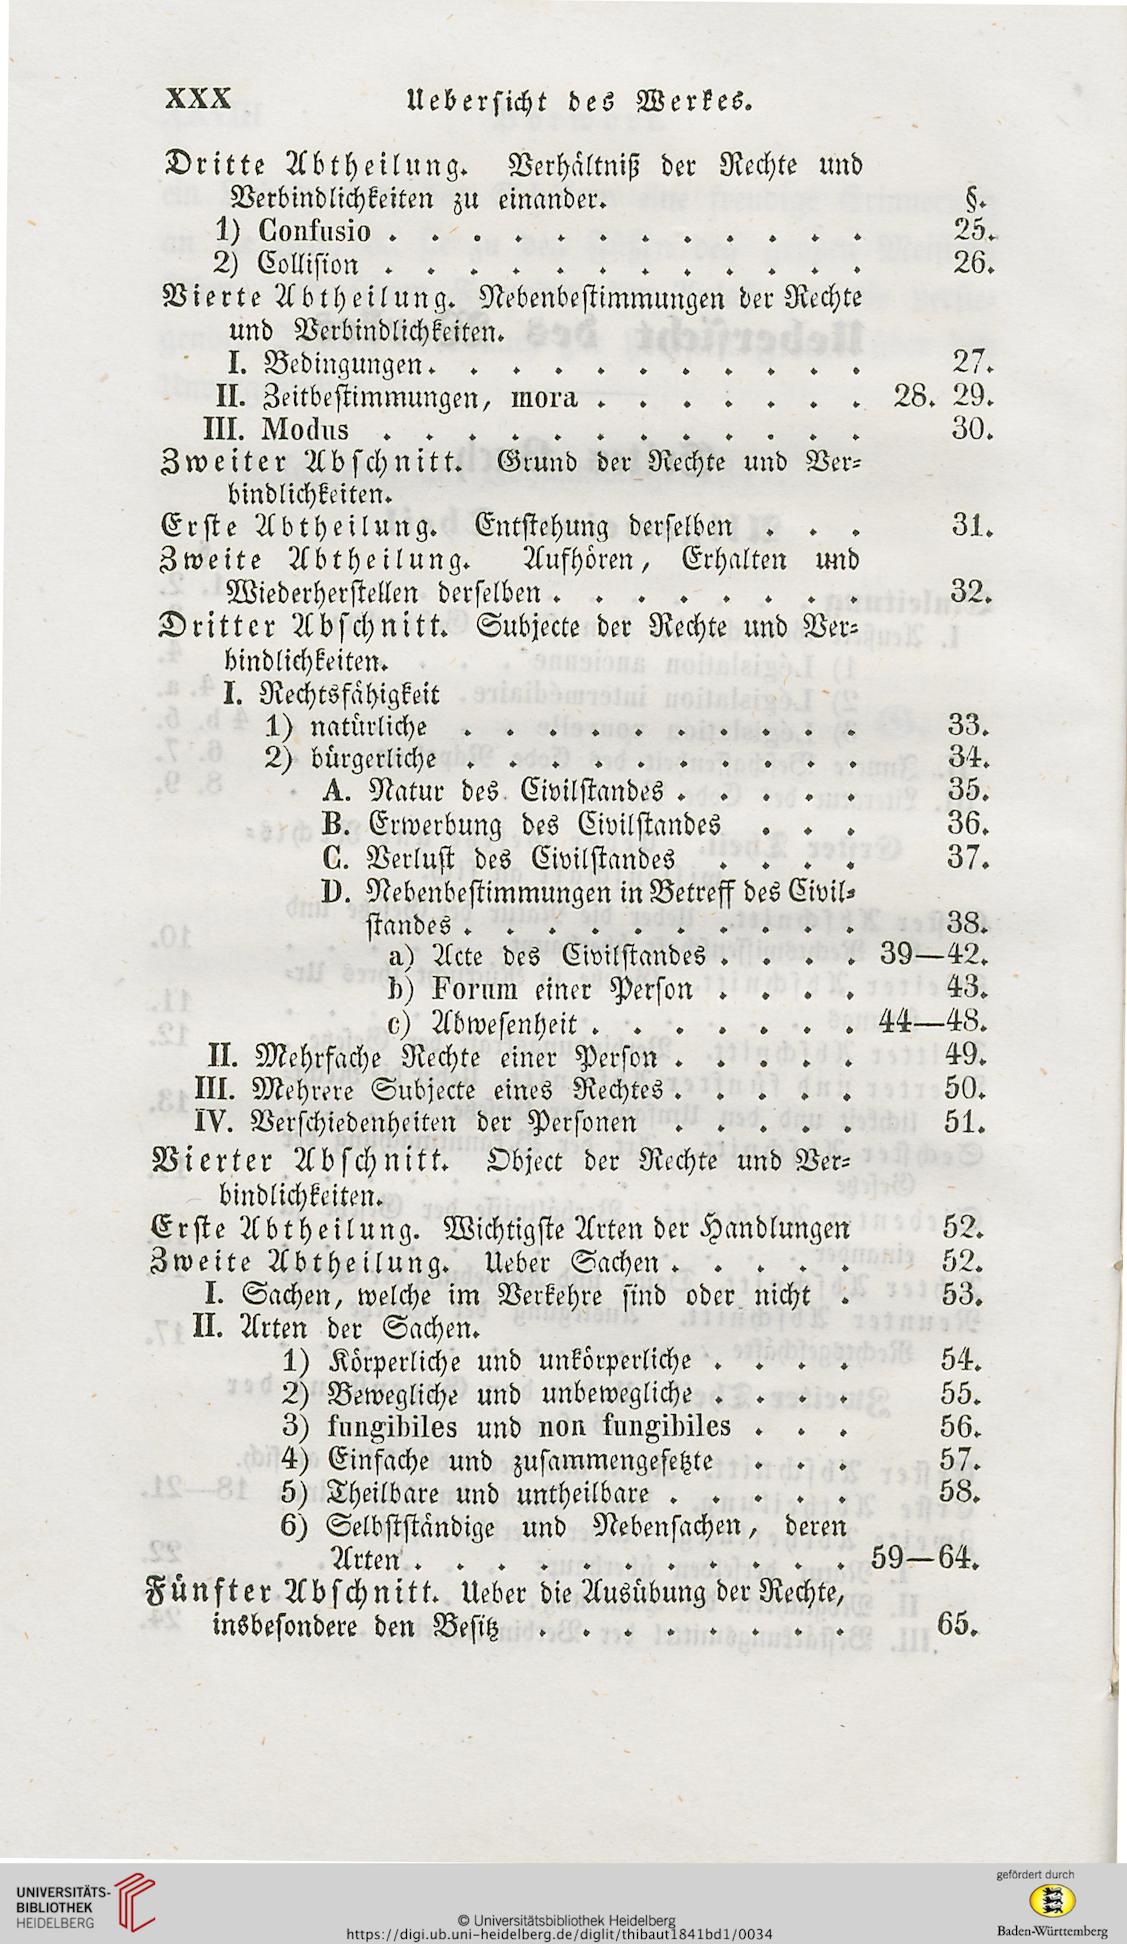 XXX Uebersicht des Werkes.
Dritte Abtheilung. Verhältniß der Rechte und
Verbindlichkeiten zu einander. §.
1) Confusio . . . . . . . . . . . . 25.
2) Collision . . . . . . . . . . . . 26.
Vierte Abtheilung. Nebenbestimmungen der Rechte
und Verbindlichkeiten.
I. Bedingungen. . . . . . . . . . . 27.
II. Zeitbestimmungen, mora . . . . . . . 28. 29.
III. Modus . . . . . . . . . . . . 30.
Zweiter Abschnitt. Grund der Rechte und Ver-
bindlichkeiten.
Erste Abtheilung. Entstehung derselben . . . 31.
Zweite Abtheilung. Aufhören, Erhalten und
Wiederherstellen derselben . . . . . . . . 32.
Dritter Abschnitt. Subjecte der Rechte und Ver-
bindlichkeiten.
I. Rechtsfähigkeit
1) natürliche . . . . . . . . . . 33.
2) bürgerliche . . . . . . . . . . 34.
A. Natur des Civilstandes . . . . . 35.
B. Erwerbung des Civilstandes . . . 36.
C. Verlust des Civilstandes . . . . 37.
D. Nebenbestimmungen in Betreff des Civil-
standes . . . . . . . . . . 38.
a) Acte des Civilstandes . . . . 39—42.
b) Forum einer Person . . . . 43.
c) Abwesenheit . . . . . . . 44—48.
II. Mehrfache Rechte einer Person . . . . . 49.
III. Mehrere Subjecte eines Rechtes . . . . . 50.
IV. Verschiedenheiten der Personen . . . . . 51.
Vierter Abschnitt. Object der Rechte und Ver-
bindlichkeiten.
Erste Abtheilung. Wichtigste Arten der Handlungen 52.
Zweite Abtheilung. Ueber Sachen . . . . . 52.
I. Sachen, welche im Verkehre sind oder nicht . 53.
II. Arten der Sachen.
1) Körperliche und unkörperliche . . . . 54.
2) Bewegliche und unbewegliche . . . . 55.
3) fungibiles und non fungibiles . . . 56.
4) Einfache und zusammengesetzte . . . 57.
5) Theilbare und untheilbare . . . . . 58.
6) Selbstständige und Nebensachen, deren
Arten . . . . . . . . . . . 59—64.
Fünfter Abschnitt. Ueber die Ausübung der Rechte,
insbesondere den Besitz . . . . . . . . 65.
UNIVERSITÄTS-
BIBLIOTHEK
HEIDELBERG
© Universitätsbibliothek Heidelberg
https://digi.ub.uni-heidelberg.de/diglit/thibaut1841bd1/0034
gefördert durch
Baden-Württemberg